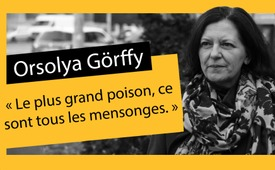 Orsolya Görffy
« Le plus grand poison, ce
sont tous les mensonges. »